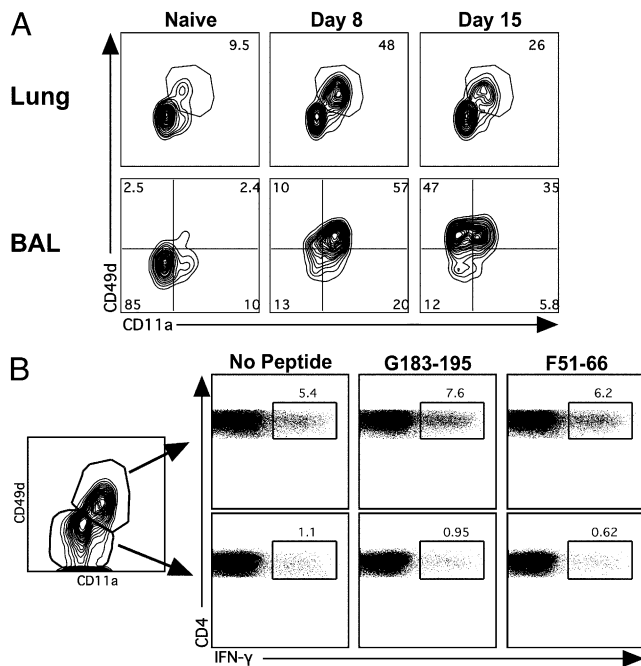 A
Naive Day 8 Day 15
Lung
9.5 48 26
BAL
2.5 2.4 10 57 47 35
85 10 13 20 12 5.8
CD49d
CD11a
B
No Peptide G183-195 F51-66
5.4 7.6 6.2
CD49d
CD11a
1.1 0.95 0.62
CD4
IFN-γ